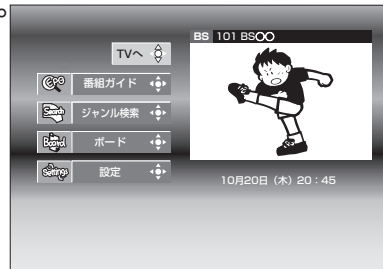 BS 101 BS〇〇
TVへ
EPG 番組ガイド
Search ジャンル検索
Board ボード
Settings 設定
10月20日（木）20：45